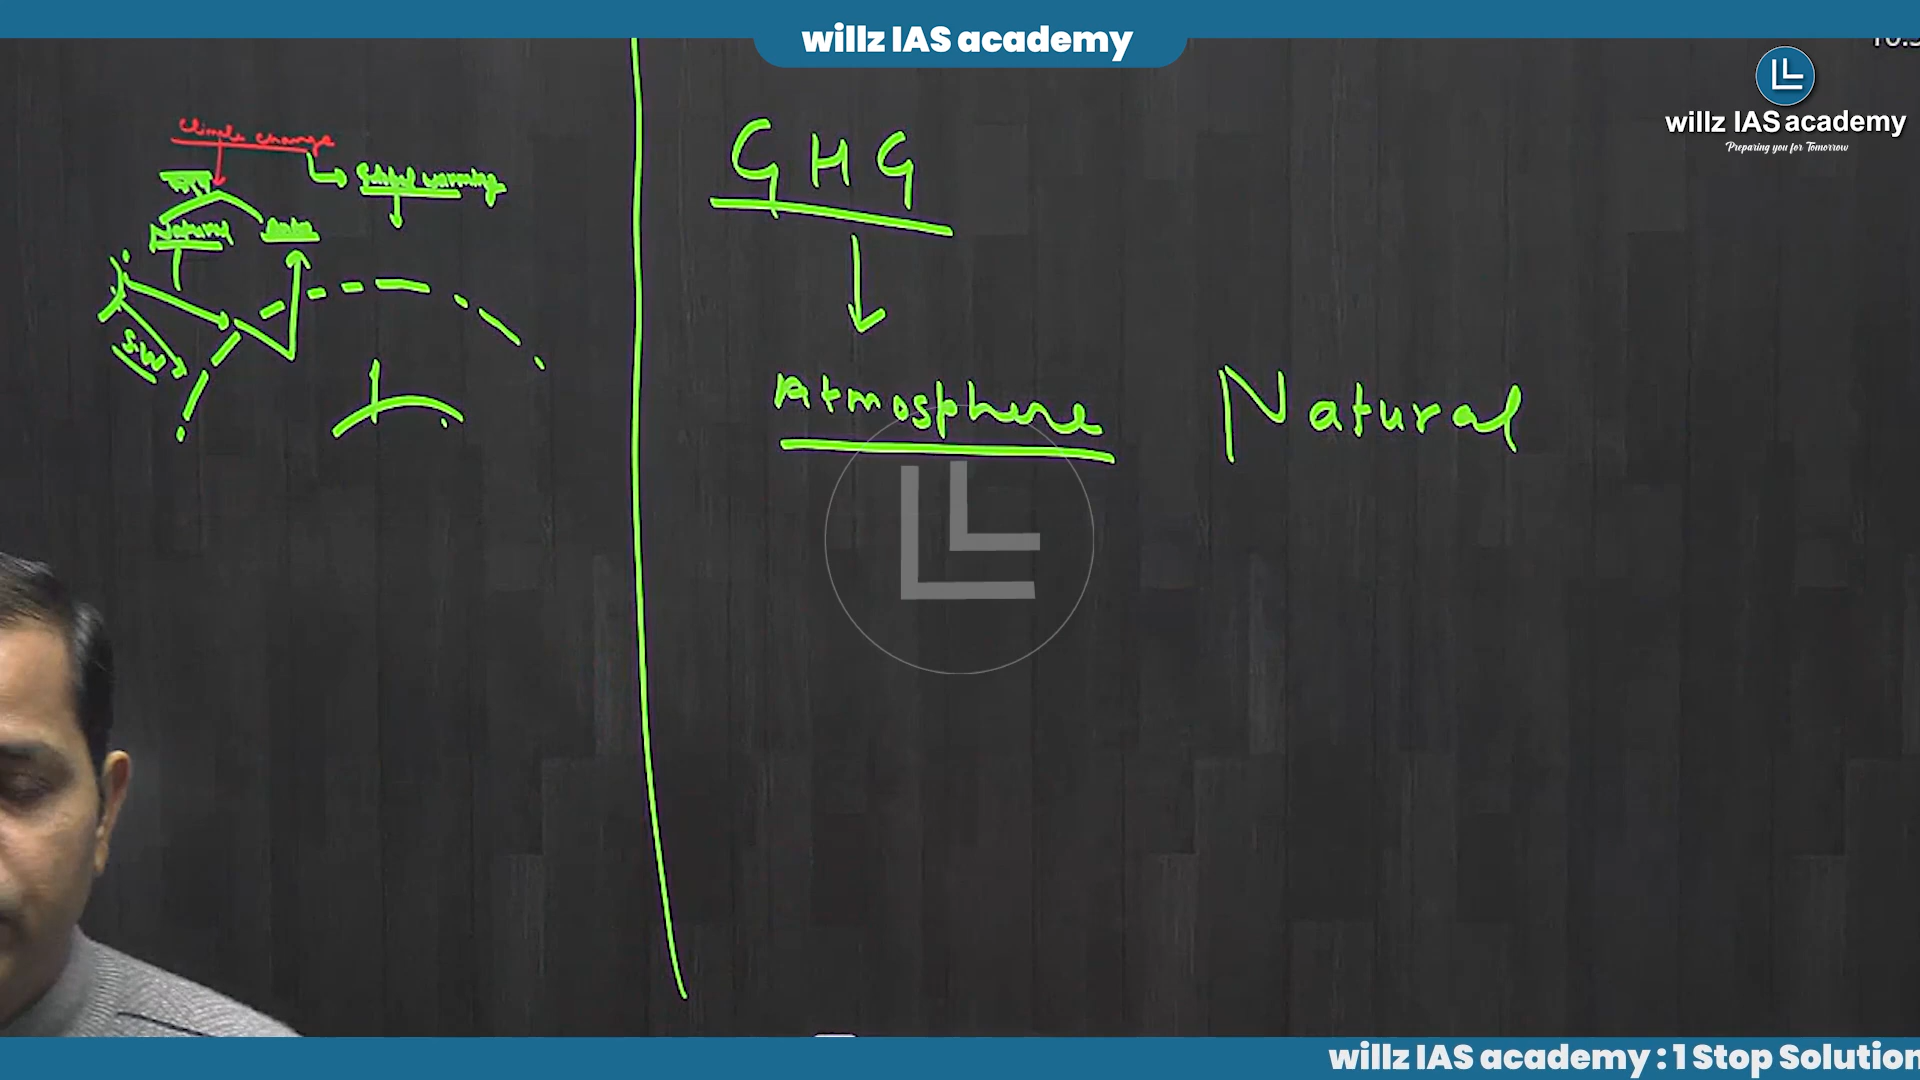 willz IAS academy
willz IAS academy
Preparing you for Tomorrow
Climate change
Global warming
Natural
S.W
GHG
Atmosphere
Natural
willz IAS academy : 1 Stop Solution